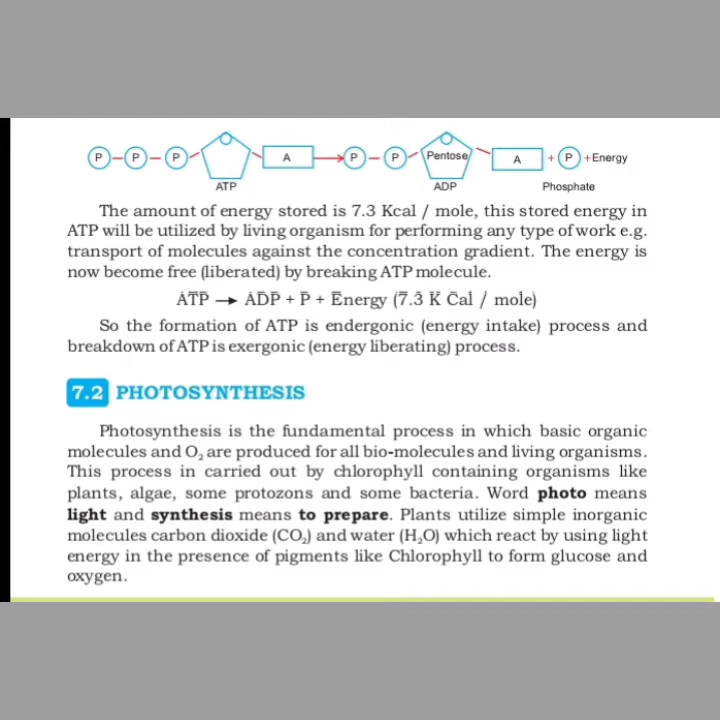 P P P A P P Pentose A + P +Energy
ATP ADP Phosphate
The amount of energy stored is 7.3 Kcal / mole, this stored energy in
ATP will be utilized by living organism for performing any type of work e.g.
transport of molecules against the concentration gradient. The energy is
now become free (liberated) by breaking ATP molecule.
ATP → ADP + P + Energy (7.3 K Cal / mole)
So the formation of ATP is endergonic (energy intake) process and
breakdown of ATP is exergonic (energy liberating) process.
7.2 PHOTOSYNTHESIS
Photosynthesis is the fundamental process in which basic organic
molecules and O₂ are produced for all bio-molecules and living organisms.
This process in carried out by chlorophyll containing organisms like
plants, algae, some protozons and some bacteria. Word photo means
light and synthesis means to prepare. Plants utilize simple inorganic
molecules carbon dioxide (CO₂) and water (H₂O) which react by using light
energy in the presence of pigments like Chlorophyll to form glucose and
oxygen.